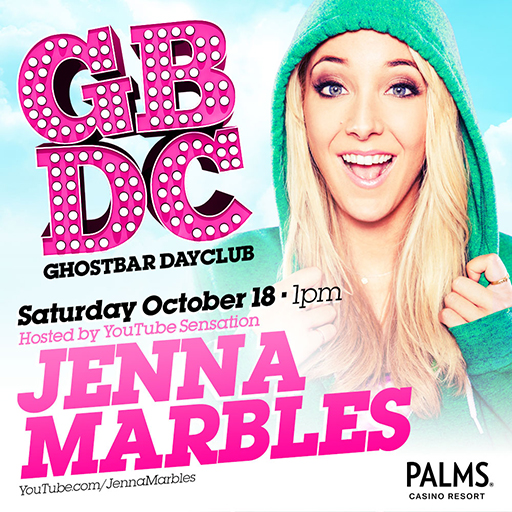 GB
DC
GHOSTBAR DAYCLUB
Saturday October 18 • 1pm
Hosted by YouTube Sensation
JENNA
MARBLES
YouTube.com/JennaMarbles
PALMS®
CASINO RESORT